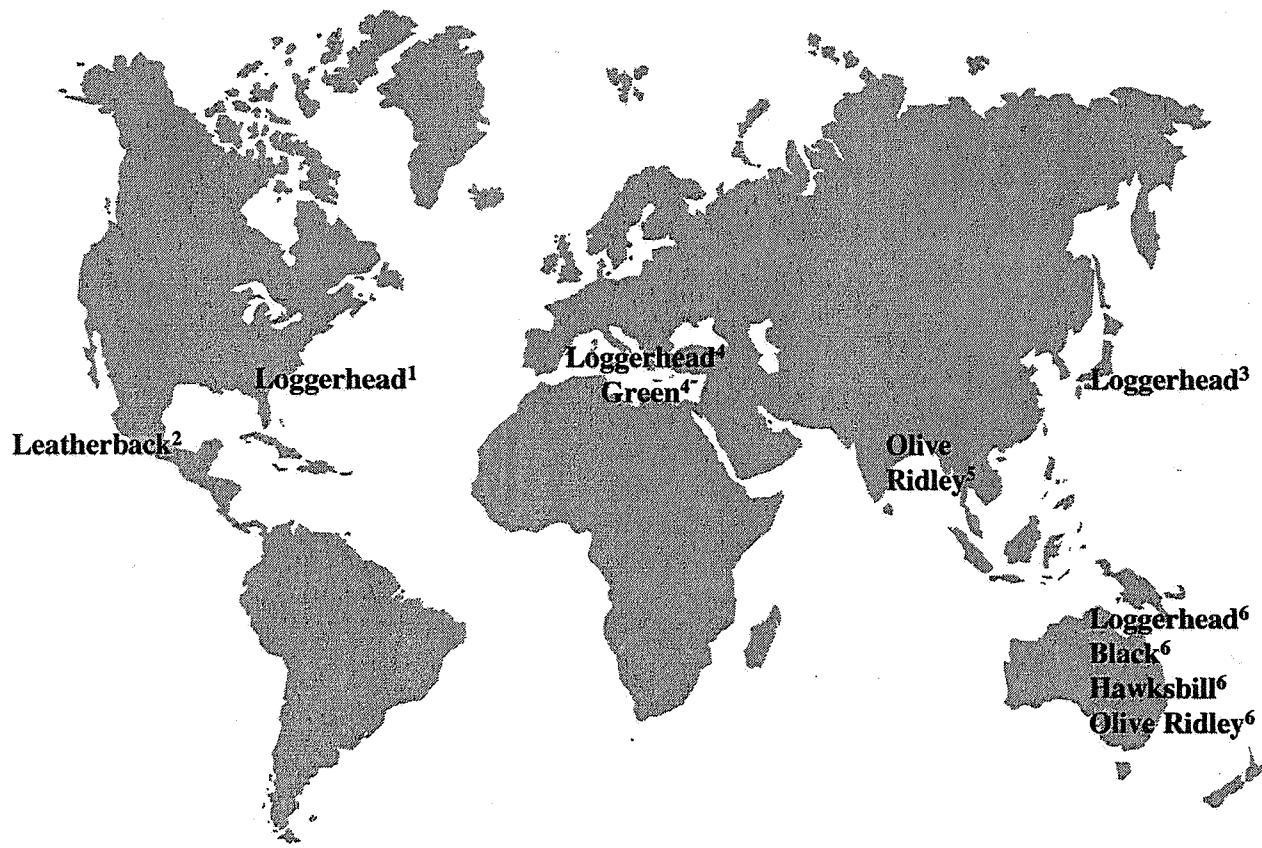 Loggerhead⁴
Loggerhead¹
Green⁴
Loggerhead³
Leatherback²
Olive
Ridley⁵
Loggerhead⁶
Black⁶
Hawksbill⁶
Olive Ridley⁶